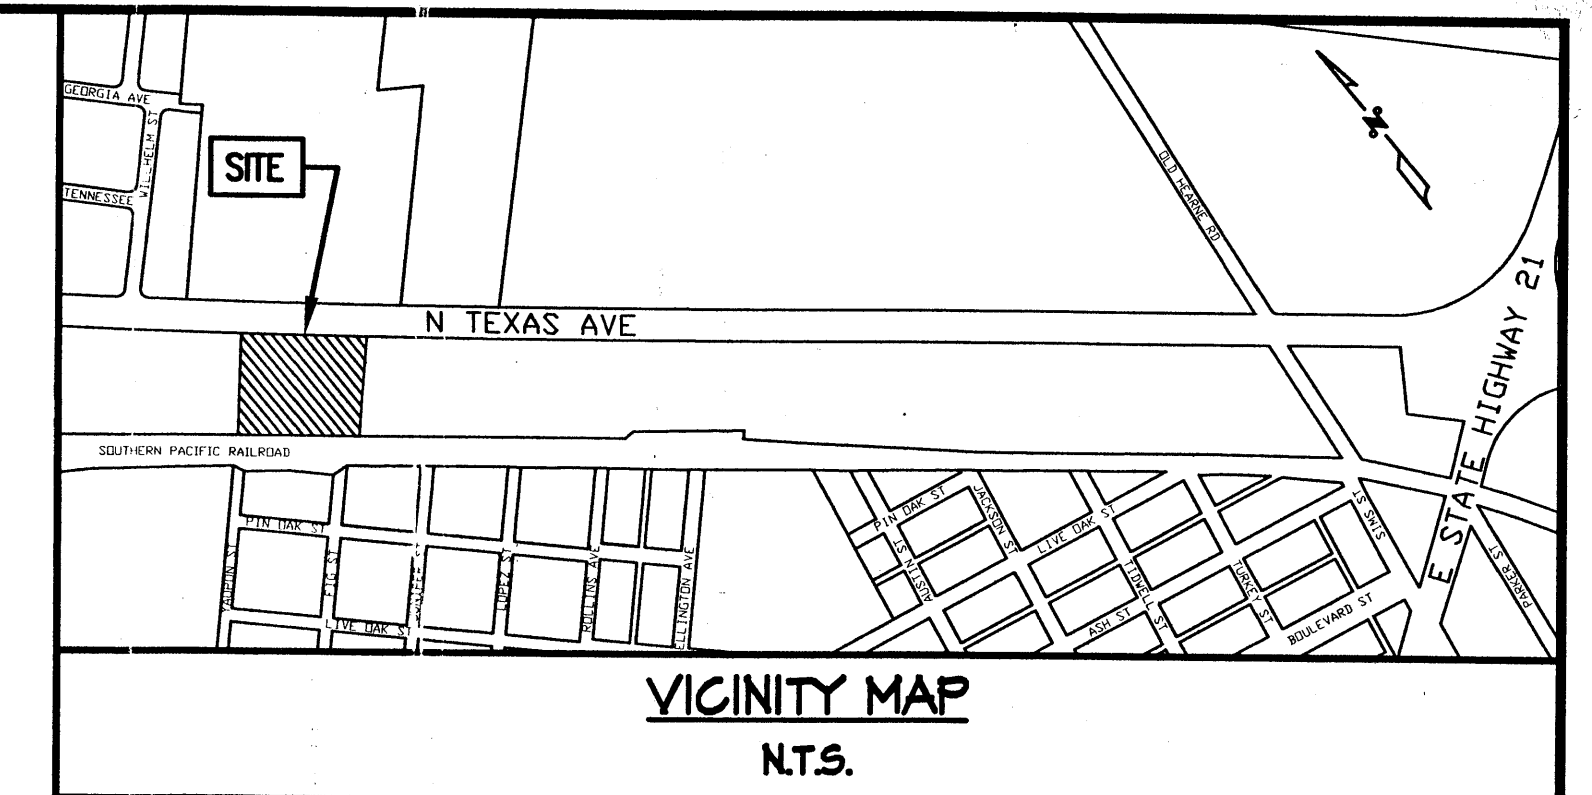 GEORGIA AVE
WILLHELM ST
TENNESSEE
SITE
OLD HEARNE RD
N
N TEXAS AVE
E STATE HIGHWAY 21
SOUTHERN PACIFIC RAILROAD
PIN OAK ST
YAUPON ST
FIG ST
LOPEZ ST
ROLLINS AVE
ELLINGTON AVE
LIVE OAK ST
PIN OAK ST
JACKSON ST
AUSTIN ST
LIVE OAK ST
TIDWELL ST
ASH ST
TURKEY ST
SIMS ST
BOULEVARD ST
PARKER ST
VICINITY MAP
N.T.S.